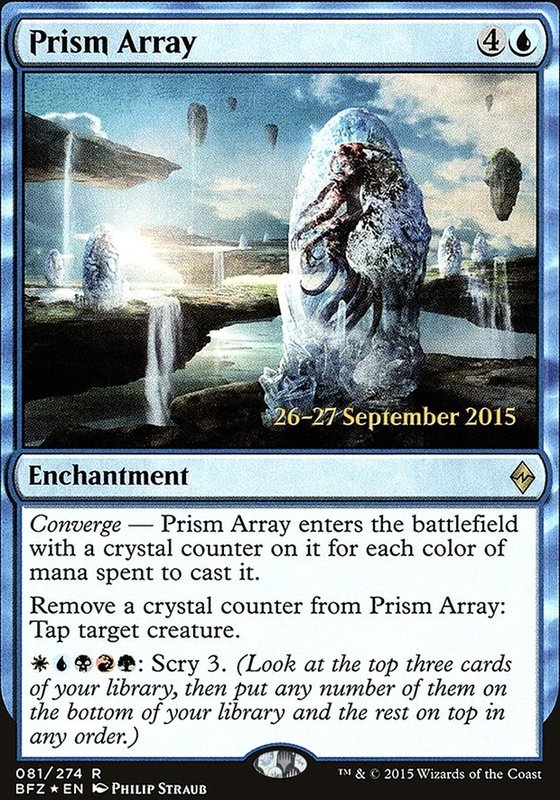 Prism Array 4
26–27 September 2015
Enchantment
Converge — Prism Array enters the battlefield
with a crystal counter on it for each color of
mana spent to cast it.
Remove a crystal counter from Prism Array:
Tap target creature.
: Scry 3. (Look at the top three cards
of your library, then put any number of them on
the bottom of your library and the rest on top in
any order.)
081/274 R
BFZ ★ EN Philip Straub
™ & © 2015 Wizards of the Coast